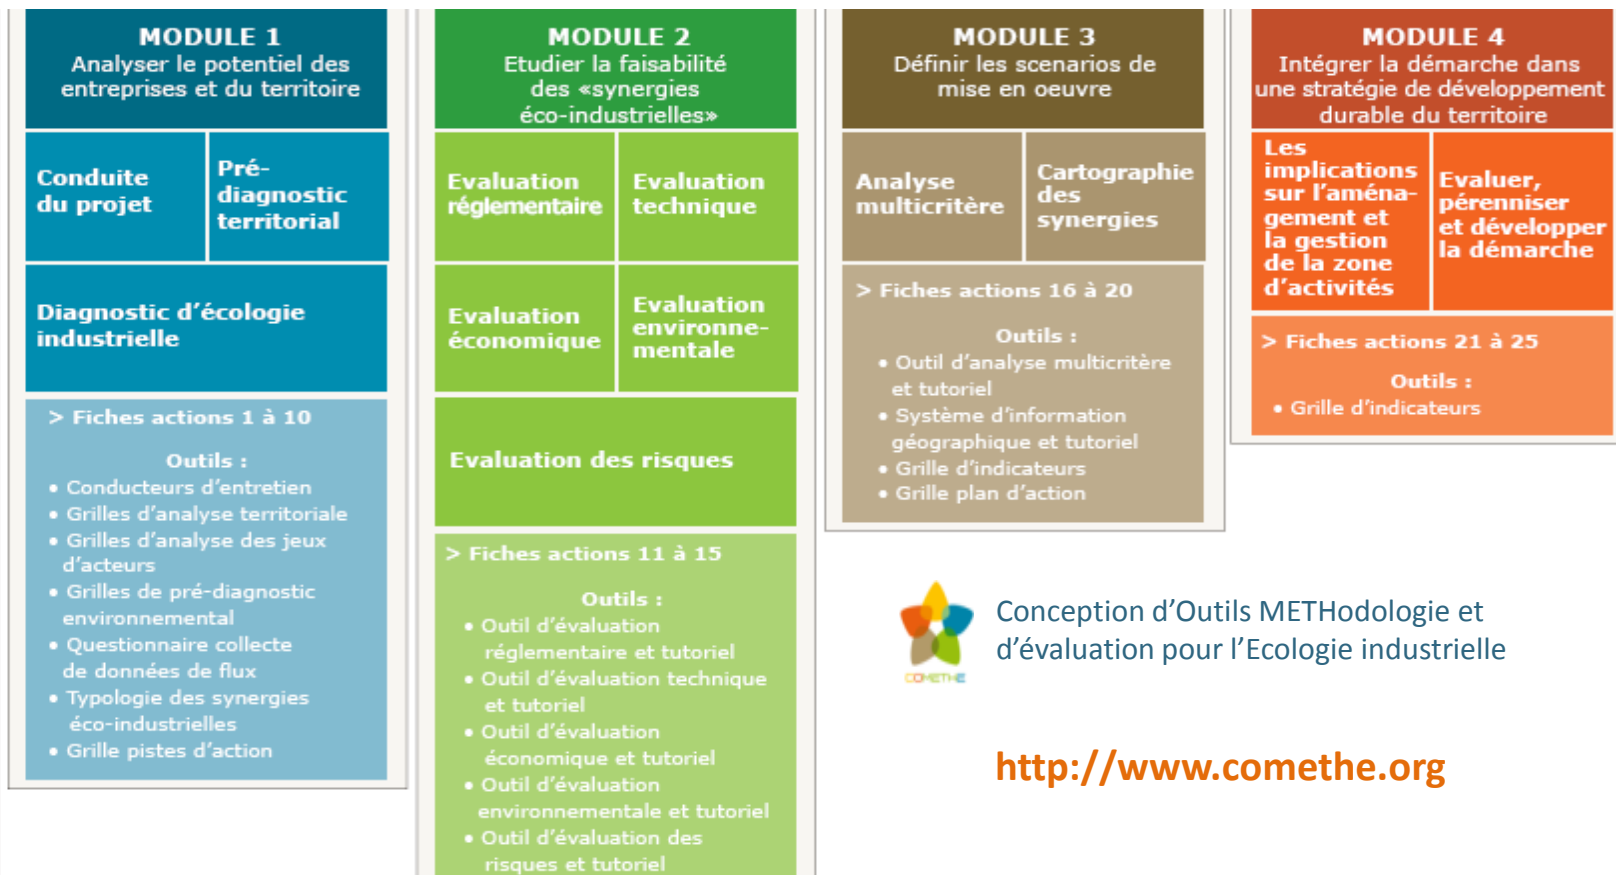 MODULE 1
Analyser le potentiel des
entreprises et du territoire
Conduite
du projet
Pré-
diagnostic
territorial
Diagnostic d'écologie
industrielle
> Fiches actions 1 à 10
Outils :
• Conducteurs d'entretien
• Grilles d'analyse territoriale
• Grilles d'analyse des jeux
d'acteurs
• Grilles de pré-diagnostic
environnemental
• Questionnaire collecte
de données de flux
• Typologie des synergies
éco-industrielles
• Grille pistes d'action
MODULE 2
Etudier la faisabilité
des «synergies
éco-industrielles»
Evaluation
réglementaire
Evaluation
technique
Evaluation
économique
Evaluation
environne-
mentale
Evaluation des risques
> Fiches actions 11 à 15
Outils :
• Outil d'évaluation
réglementaire et tutoriel
• Outil d'évaluation technique
et tutoriel
• Outil d'évaluation
économique et tutoriel
• Outil d'évaluation
environnementale et tutoriel
• Outil d'évaluation des
risques et tutoriel
MODULE 3
Définir les scenarios de
mise en oeuvre
Analyse
multicritère
Cartographie
des
synergies
> Fiches actions 16 à 20
Outils :
• Outil d'analyse multicritère
et tutoriel
• Système d'information
géographique et tutoriel
• Grille d'indicateurs
• Grille plan d'action
MODULE 4
Intégrer la démarche dans
une stratégie de développement
durable du territoire
Les
implications
sur l'aména-
gement et
la gestion
de la zone
d'activités
Evaluer,
pérenniser
et développer
la démarche
> Fiches actions 21 à 25
Outils :
• Grille d'indicateurs
COMETHE
Conception d'Outils METHodologie et
d'évaluation pour l'Ecologie industrielle
http://www.comethe.org